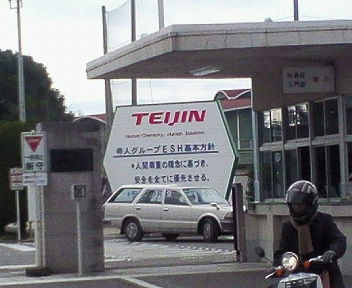 TEIJIN
Human Chemistry, Human Solutions
帝人グループESH基本方針
人間尊重の理念に基づき、
安全を全てに優先させる。